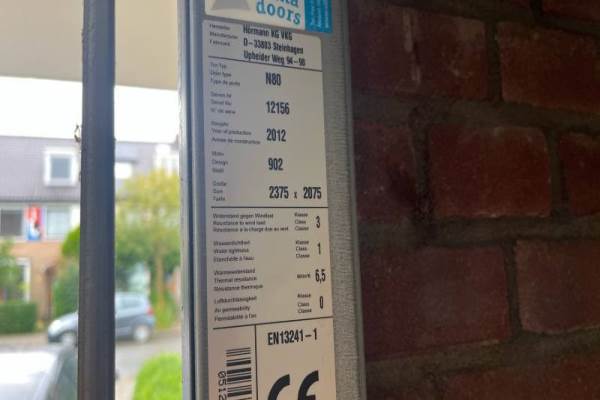 doors
Hersteller
Manufacturer
Fabricant
Hörmann KG VKG
D-33803 Steinhagen
Upheider Weg 94-98
Tor-Typ
Door type
Type de porte
N80
Serien-Nr
Serial No
N° de série
12156
Baujahr
Year of production
Année de construction
2012
Motiv
Design
Motif
902
Größe
Size
Taille
2375 x 2075
Widerstand gegen Windlast
Resistance to wind load
Résistance à la charge due au vent
Klasse
Class
Classe
3
Wasserdichtheit
Water tightness
Etanchéité à l'eau
Klasse
Class
Classe
1
Wärmewiderstand
Thermal resistance
Résistance thermique
6,5
Luftdurchlässigkeit
Air permeability
Perméabilité à l'air
Klasse
Class
Classe
0
EN13241-1
CE